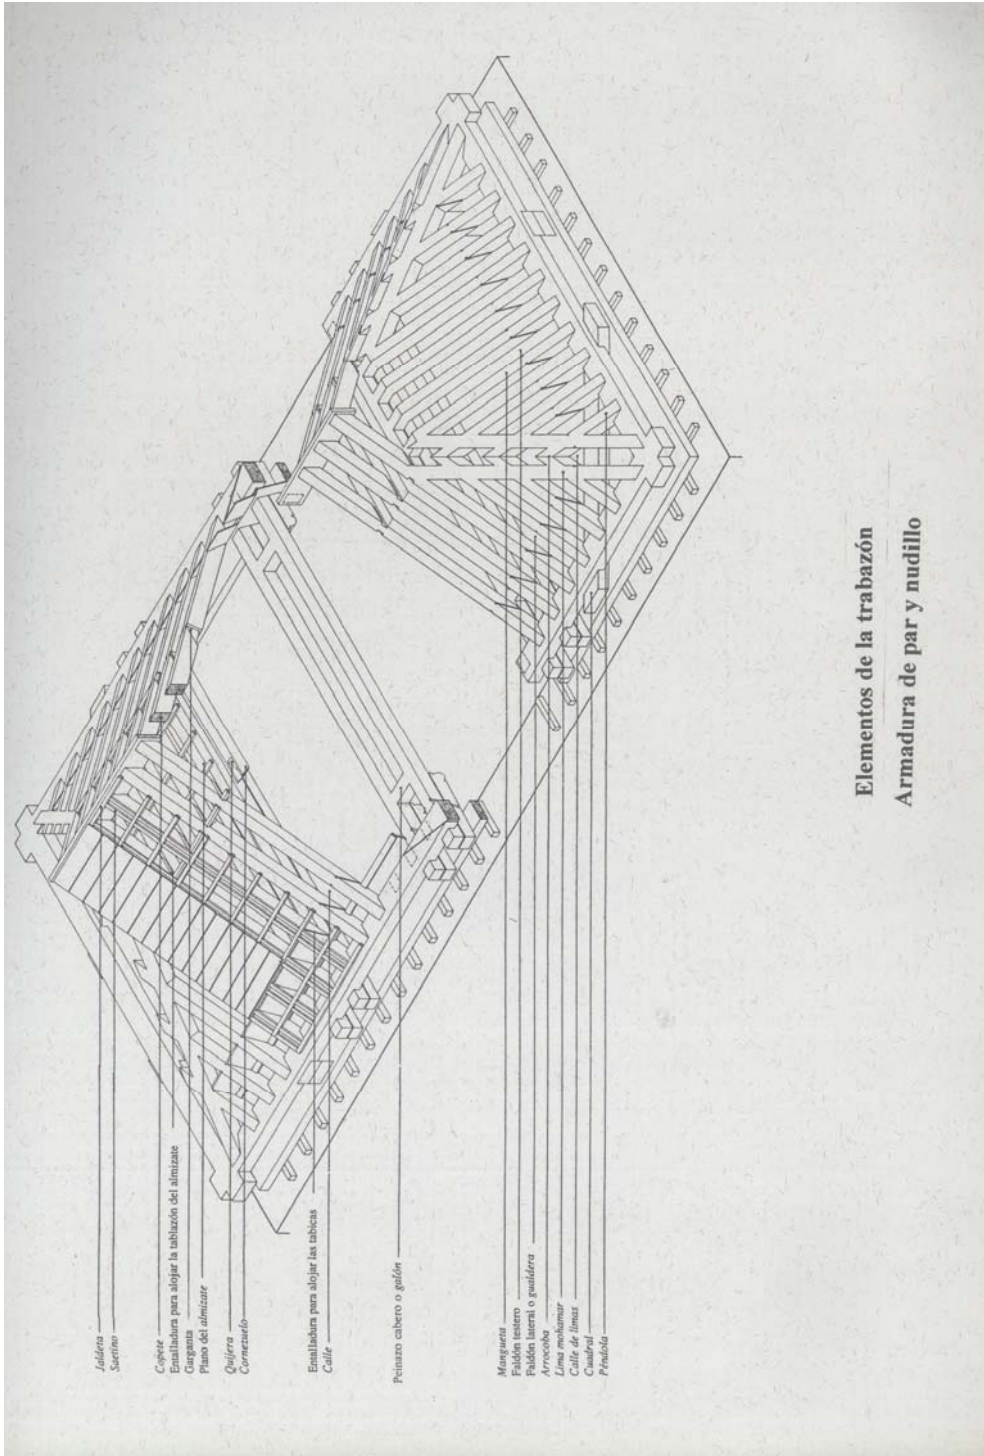 Jaldeta
Saetino
Copete
Entalladura para alojar la tablazón del almizate
Garganta
Plano del almizate
Quijera
Cornezuelo
Entalladura para alojar las tabicas
Calle
Peinazo cabero o galón
Mangueta
Faldón testero
Faldón lateral o gualdera
Arrocoba
Lima mohamar
Calle de limas
Cuadral
Péndola
Elementos de la trabazón
Armadura de par y nudillo